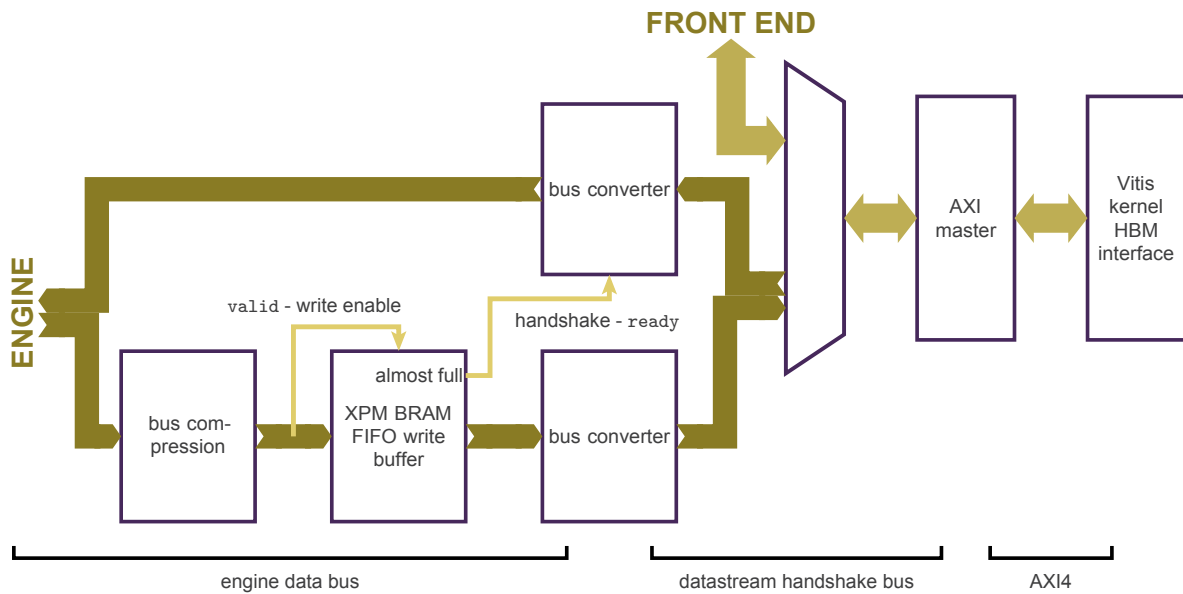 FRONT END
bus converter
AXI
master
Vitis
kernel
HBM
interface
ENGINE
valid - write enable
handshake - ready
almost full
bus com-
pression
XPM BRAM
FIFO write
buffer
bus converter
engine data bus
datastream handshake bus
AXI4